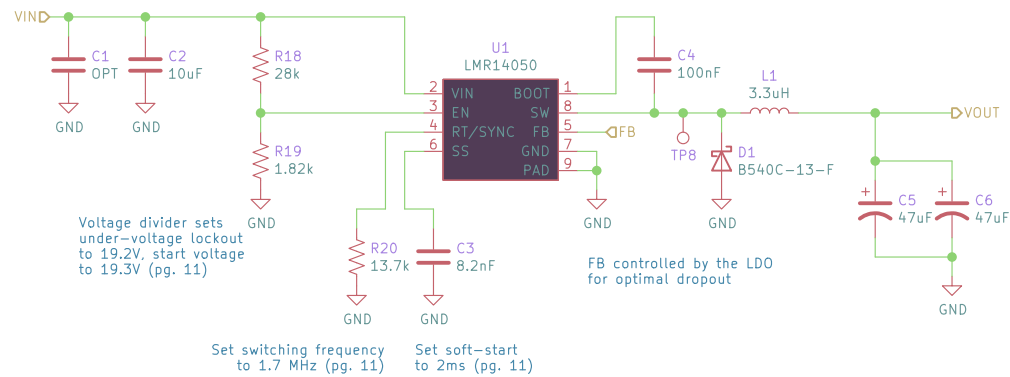 VIN
C1
OPT
GND
C2
10uF
GND
R18
28k
R19
1.82k
GND
Voltage divider sets
under-voltage lockout
to 19.2V, start voltage
to 19.3V (pg. 11)
U1
LMR14050
2 VIN BOOT 1
3 EN SW 8
4 RT/SYNC FB 5
6 SS GND 7
PAD 9
R20
13.7k
GND
C3
8.2nF
GND
Set switching frequency
to 1.7 MHz (pg. 11)
Set soft-start
to 2ms (pg. 11)
C4
100nF
FB
GND
TP8
D1
B540C-13-F
GND
L1
3.3uH
FB controlled by the LDO
for optimal dropout
VOUT
+
C5
47uF
+
C6
47uF
GND